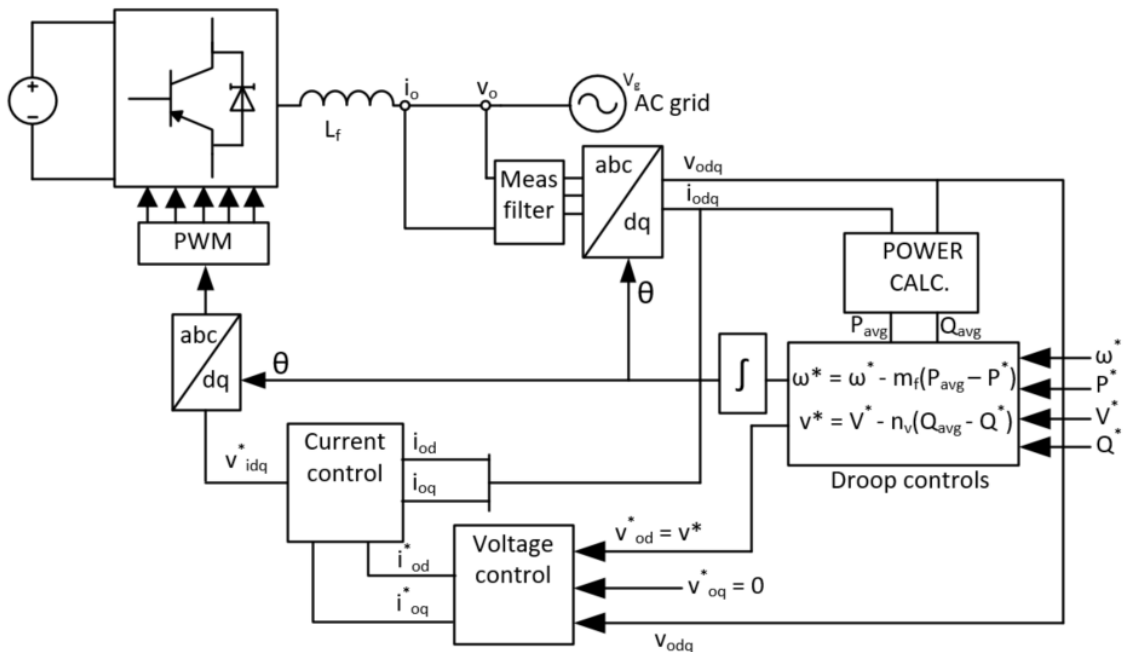 +
−
L_f
i_o
v_o
V_g
AC grid
Meas
filter
abc
dq
v_odq
i_odq
PWM
POWER
CALC.
θ
P_avg
Q_avg
abc
dq
θ
∫
ω* = ω^* - m_f(P_avg – P^*)
v* = V^* - n_v(Q_avg - Q^*)
Droop controls
ω^*
P^*
V^*
Q^*
v^*_idq
Current
control
i_od
i_oq
Voltage
control
i^*_od
i^*_oq
v^*_od = v*
v^*_oq = 0
v_odq